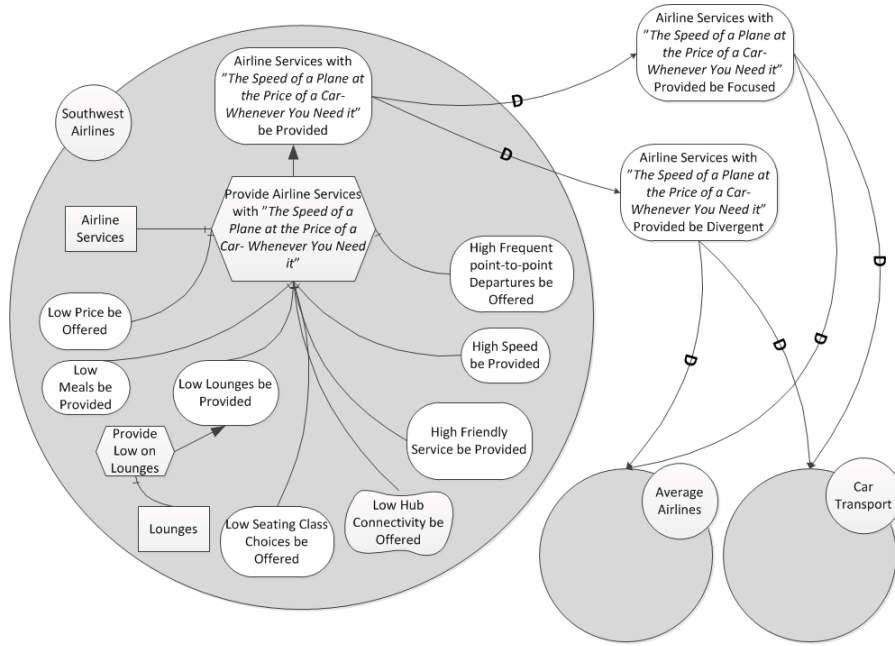 Airline Services with
”The Speed of a Plane at
the Price of a Car-
Whenever You Need it”
be Provided
Southwest
Airlines
Provide Airline Services
with ”The Speed of a
Plane at the Price of a
Car- Whenever You Need
it”
Airline
Services
High Frequent
point-to-point
Departures be
Offered
Low Price be
Offered
High Speed
be Provided
Low
Meals be
Provided
Low Lounges be
Provided
Provide
Low on
Lounges
High Friendly
Service be Provided
Lounges
Low Seating Class
Choices be
Offered
Low Hub
Connectivity be
Offered
Airline Services with
”The Speed of a Plane at
the Price of a Car-
Whenever You Need it”
Provided be Focused
D
D
Airline Services with
”The Speed of a Plane at
the Price of a Car-
Whenever You Need it”
Provided be Divergent
D
D
D
D
Average
Airlines
Car
Transport